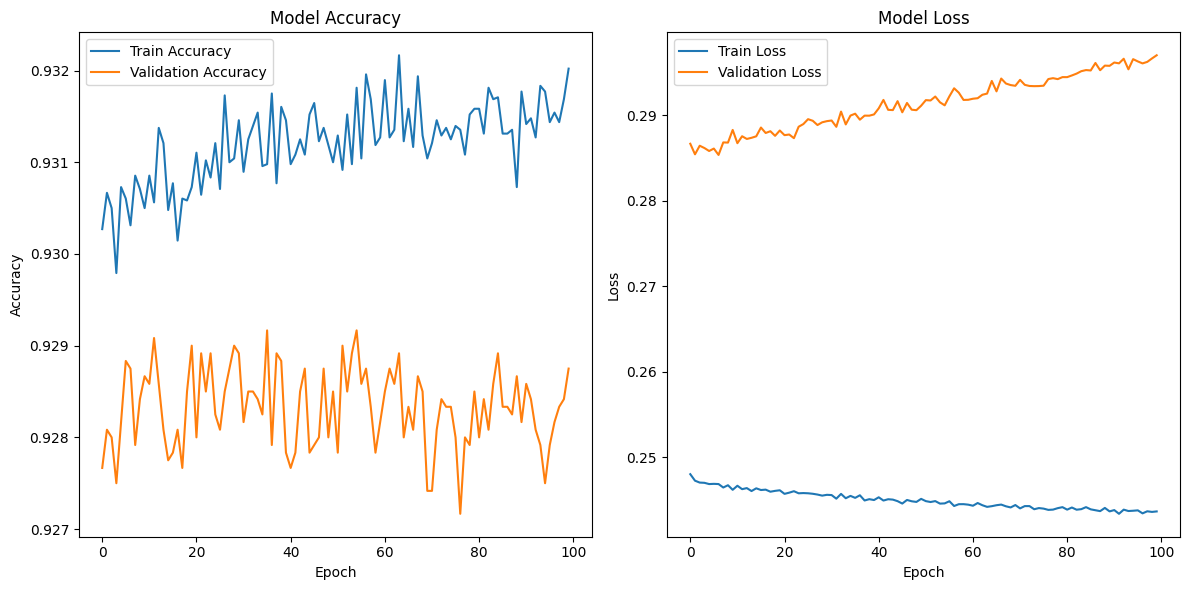 Model Accuracy
Train Accuracy
Validation Accuracy
0.932
0.931
0.930
0.929
0.928
0.927
Accuracy
0 20 40 60 80 100
Epoch
Model Loss
Train Loss
Validation Loss
0.29
0.28
0.27
0.26
0.25
Loss
0 20 40 60 80 100
Epoch